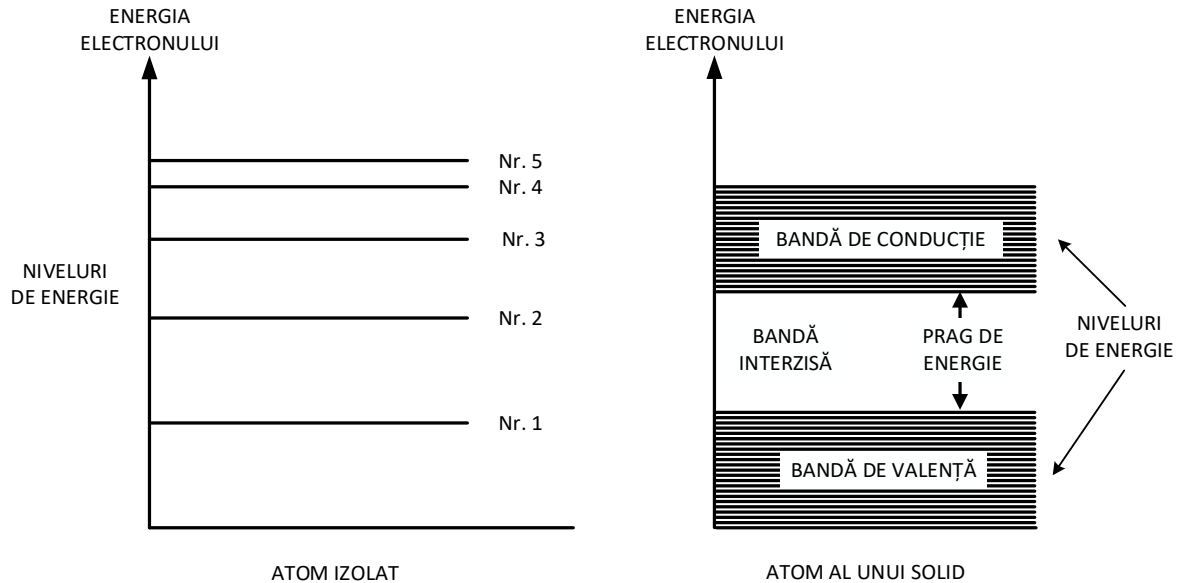 ENERGIA
ELECTRONULUI
Nr. 5
Nr. 4
Nr. 3
NIVELURI
DE ENERGIE
Nr. 2
Nr. 1
ATOM IZOLAT
ENERGIA
ELECTRONULUI
BANDĂ DE CONDUCȚIE
BANDĂ
INTERZISĂ
PRAG DE
ENERGIE
NIVELURI
DE ENERGIE
BANDĂ DE VALENȚĂ
ATOM AL UNUI SOLID